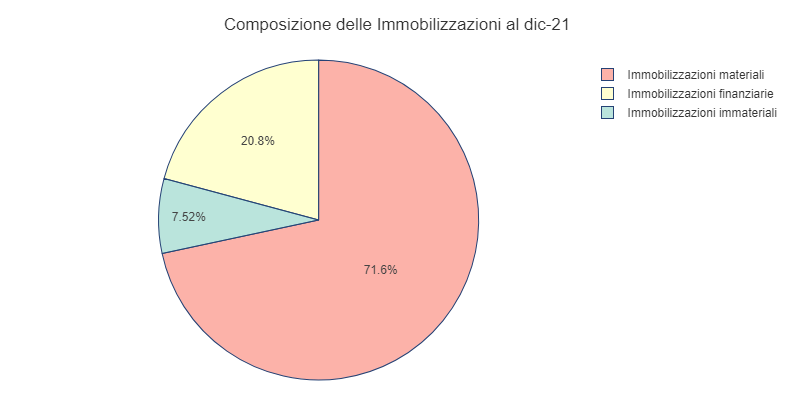 Composizione delle Immobilizzazioni al dic-21
Immobilizzazioni materiali
Immobilizzazioni finanziarie
Immobilizzazioni immateriali
20.8%
7.52%
71.6%